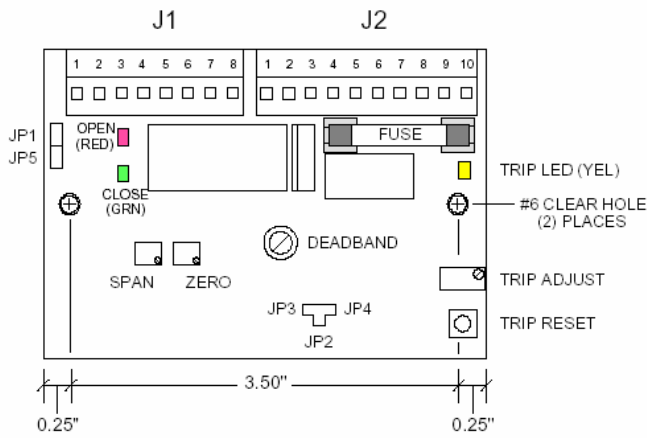 J1 J2
1 2 3 4 5 6 7 8 1 2 3 4 5 6 7 8 9 10
JP1
JP5
OPEN
(RED)
FUSE
CLOSE
(GRN)
TRIP LED (YEL)
#6 CLEAR HOLE
(2) PLACES
DEADBAND
SPAN ZERO
TRIP ADJUST
JP3 JP4
JP2
TRIP RESET
3.50"
0.25" 0.25"